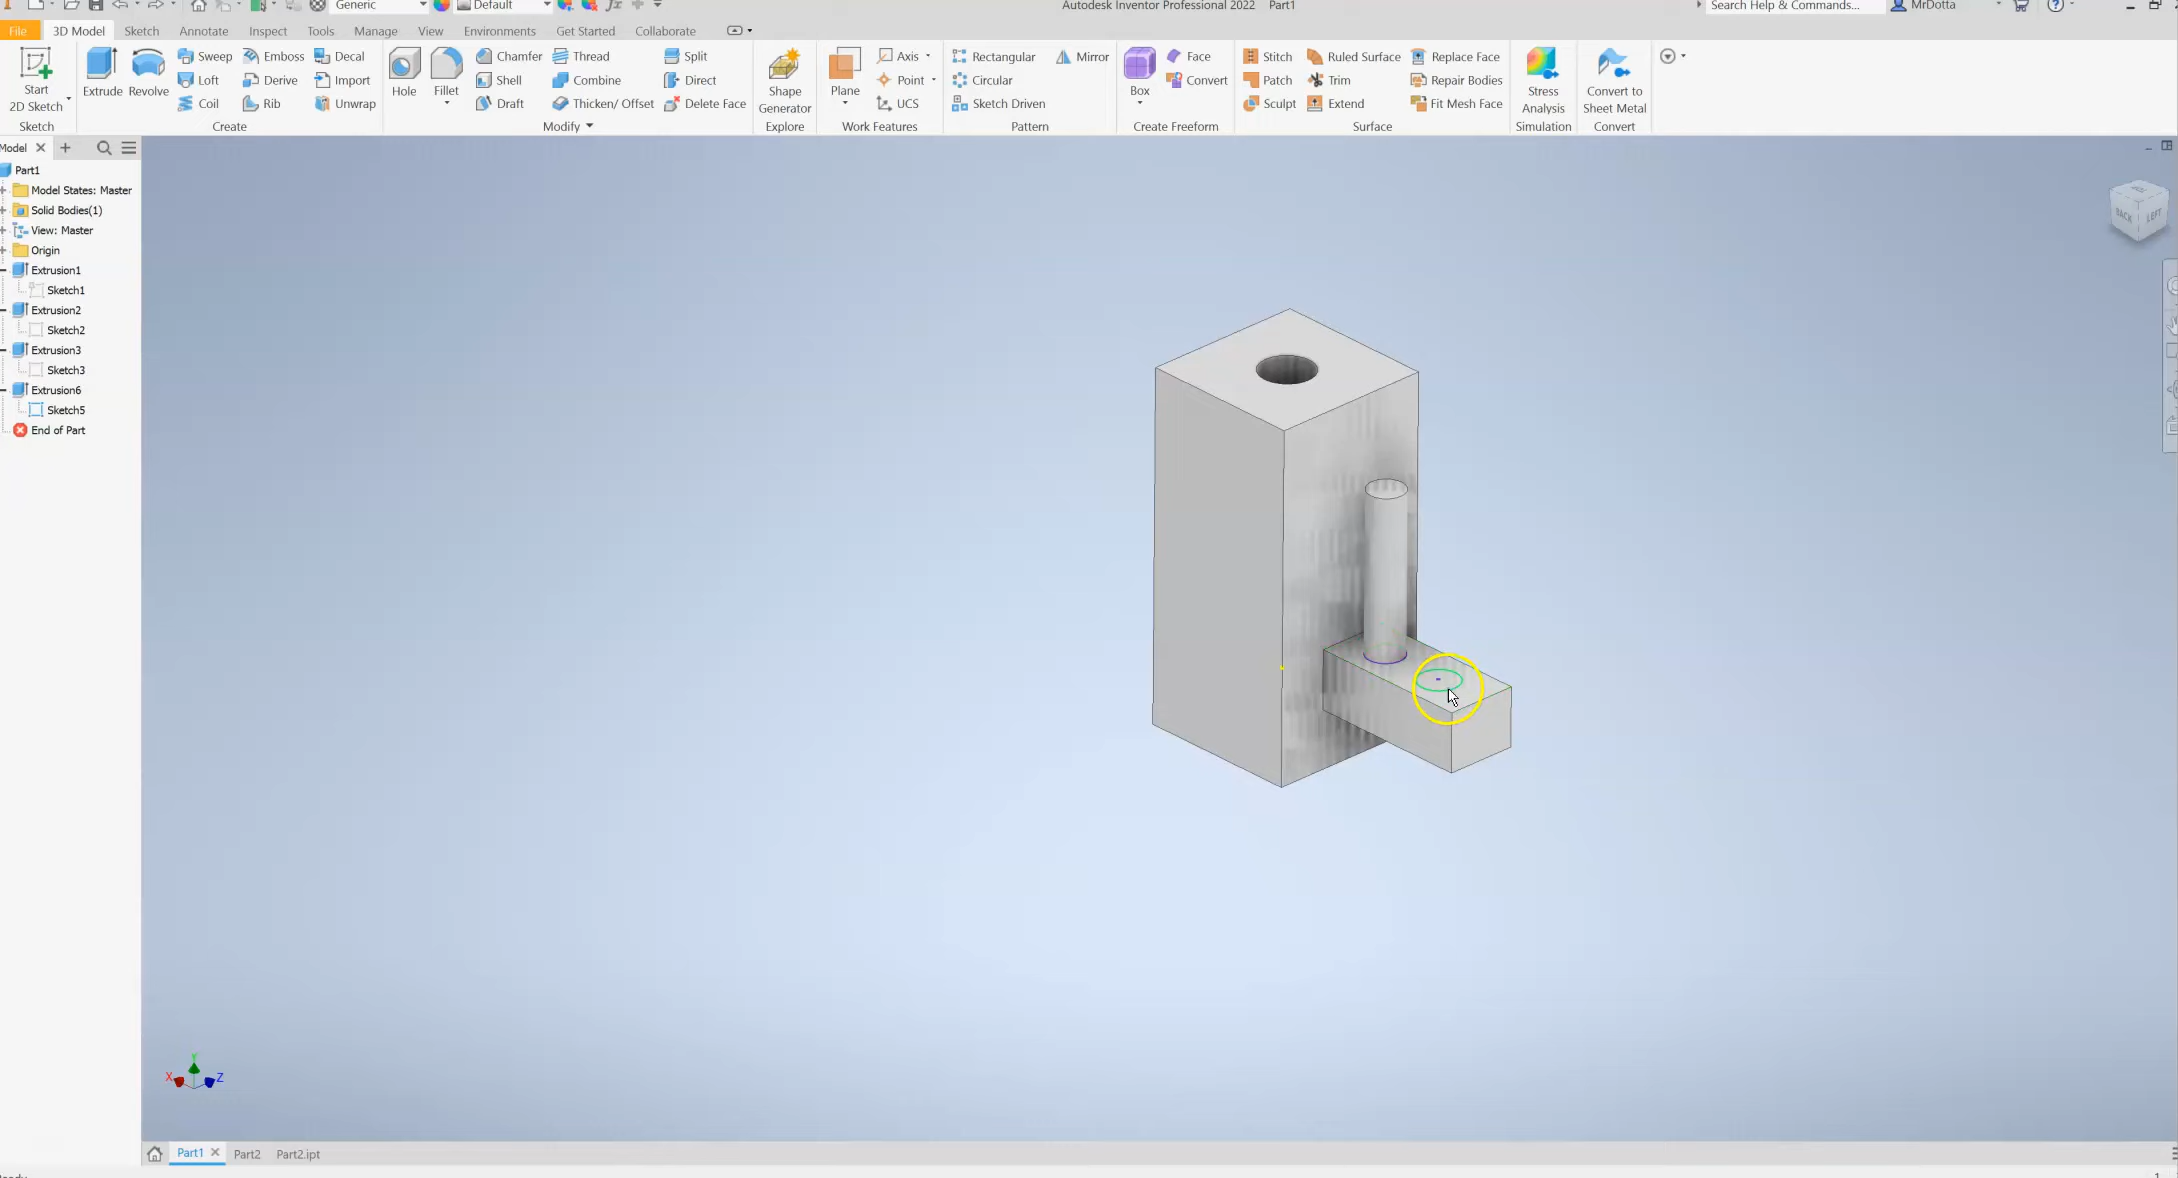 Generic
Default
Autodesk Inventor Professional 2022 Part1
Search Help & Commands...
MrDotta
File
3D Model
Sketch
Annotate
Inspect
Tools
Manage
View
Environments
Get Started
Collaborate
Start
2D Sketch
Sketch
Extrude
Revolve
Sweep
Loft
Coil
Emboss
Derive
Rib
Decal
Import
Unwrap
Create
Hole
Fillet
Chamfer
Shell
Draft
Thread
Combine
Thicken/ Offset
Split
Direct
Delete Face
Modify
Shape
Generator
Explore
Plane
Axis
Point
UCS
Work Features
Rectangular
Circular
Sketch Driven
Mirror
Pattern
Box
Face
Convert
Create Freeform
Stitch
Patch
Sculpt
Ruled Surface
Trim
Extend
Replace Face
Repair Bodies
Fit Mesh Face
Surface
Stress
Analysis
Simulation
Convert to
Sheet Metal
Convert
Model
Part1
Model States: Master
Solid Bodies(1)
View: Master
Origin
Extrusion1
Sketch1
Extrusion2
Sketch2
Extrusion3
Sketch3
Extrusion6
Sketch5
End of Part
BACK
LEFT
Y
X
Z
Part1
Part2
Part2.ipt